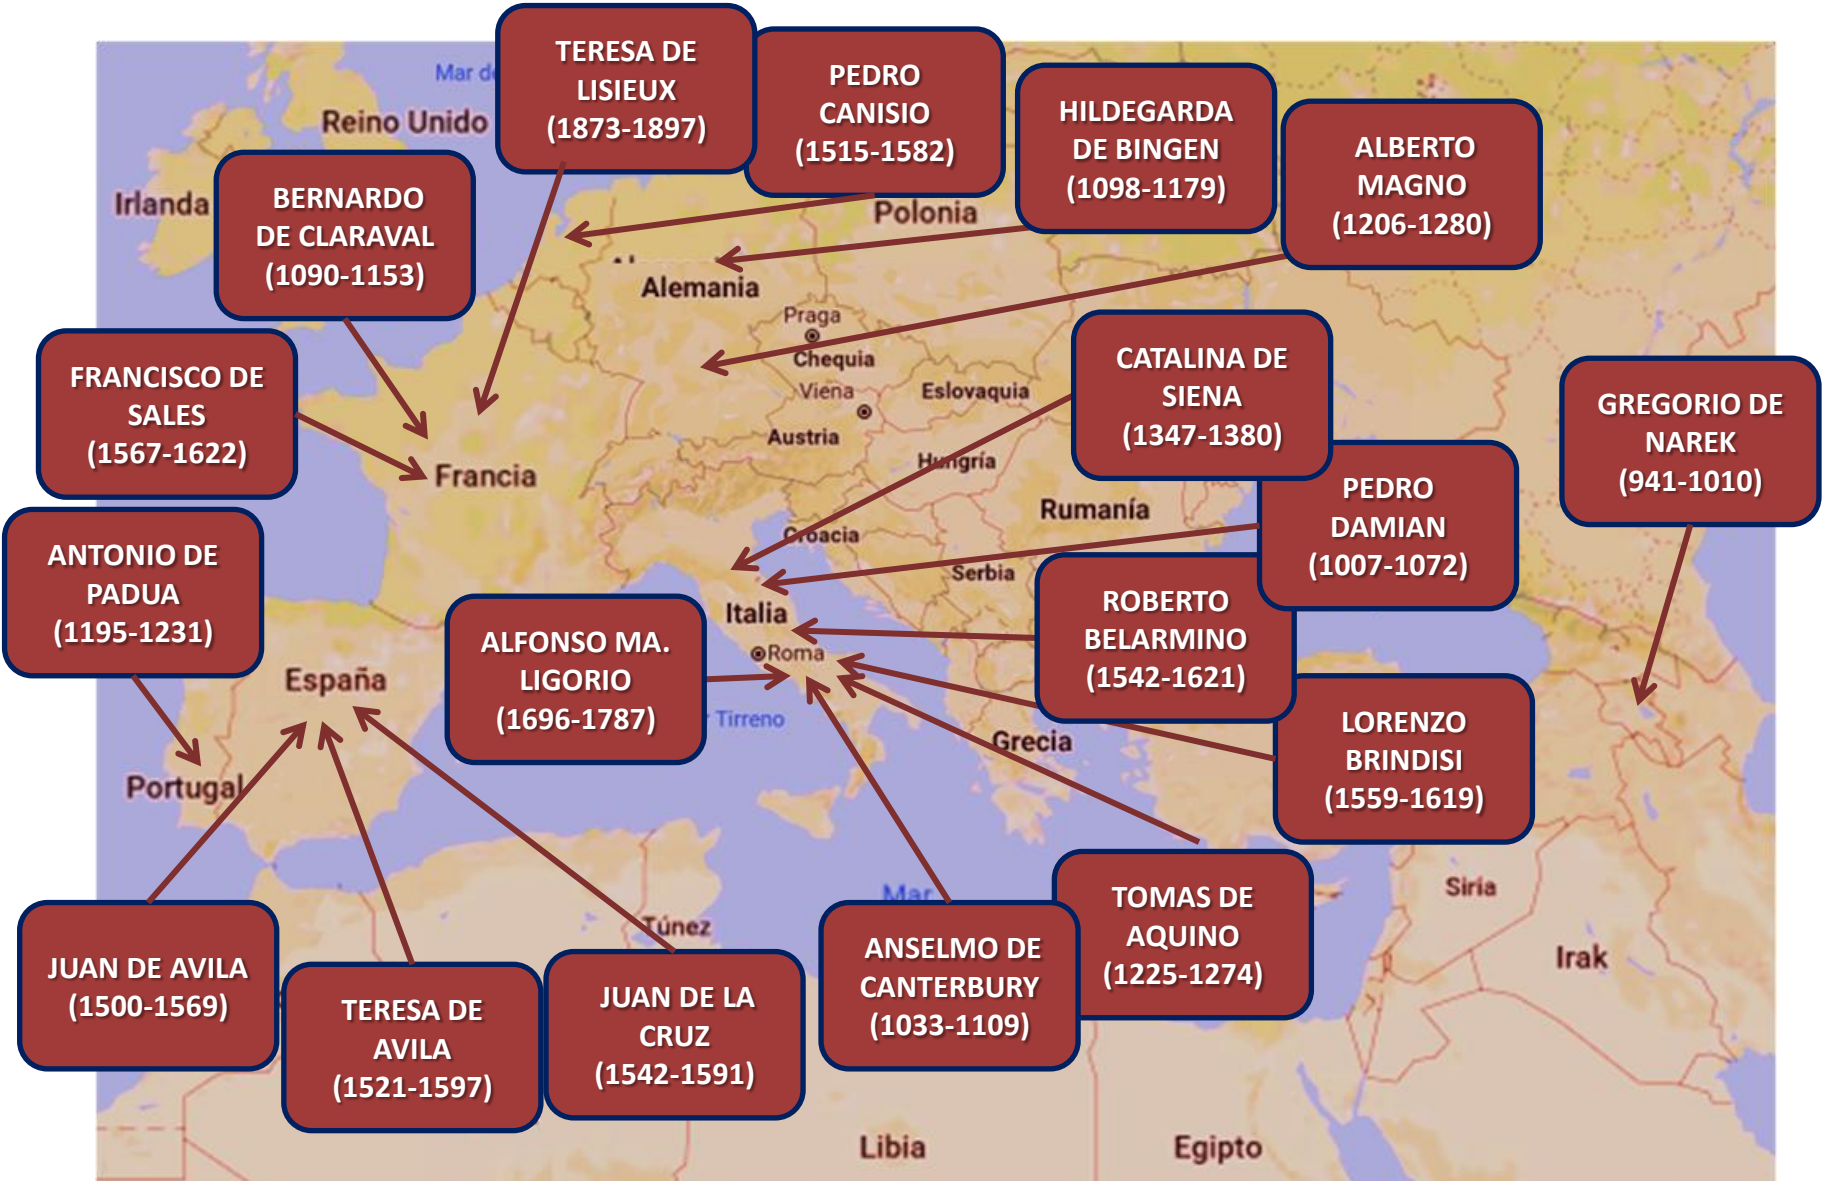 TERESA DE
LISIEUX
(1873-1897)
PEDRO
CANISIO
(1515-1582)
HILDEGARDA
DE BINGEN
(1098-1179)
ALBERTO
MAGNO
(1206-1280)
BERNARDO
DE CLARAVAL
(1090-1153)
FRANCISCO DE
SALES
(1567-1622)
CATALINA DE
SIENA
(1347-1380)
GREGORIO DE
NAREK
(941-1010)
PEDRO
DAMIAN
(1007-1072)
ANTONIO DE
PADUA
(1195-1231)
ALFONSO MA.
LIGORIO
(1696-1787)
ROBERTO
BELARMINO
(1542-1621)
LORENZO
BRINDISI
(1559-1619)
TOMAS DE
AQUINO
(1225-1274)
ANSELMO DE
CANTERBURY
(1033-1109)
JUAN DE AVILA
(1500-1569)
TERESA DE
AVILA
(1521-1597)
JUAN DE LA
CRUZ
(1542-1591)
Mar
Reino Unido
Irlanda
Polonia
Alemania
Praga
Chequia
Viena
Eslovaquia
Austria
Hungría
Francia
Rumanía
Croacia
Serbia
Italia
Roma
España
Tirreno
Portugal
Grecia
Mar
Túnez
Siria
Irak
Libia
Egipto